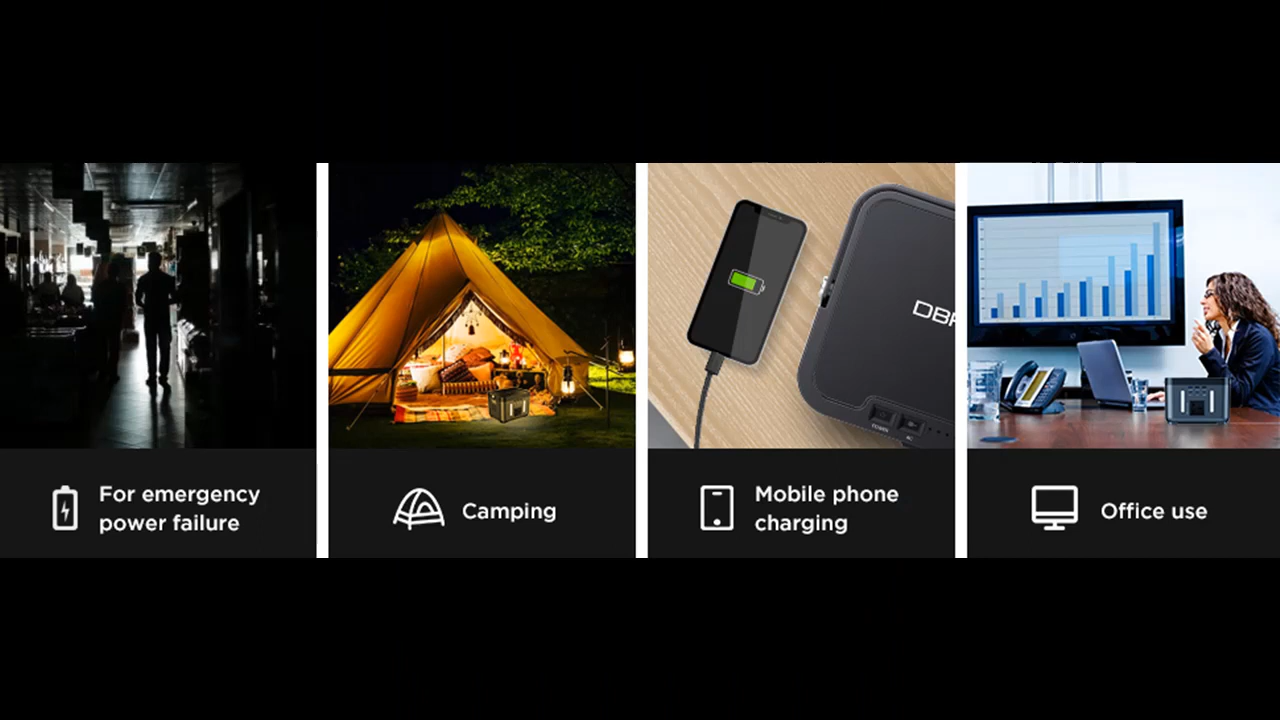 For emergency
power failure
Camping
Mobile phone
charging
Office use